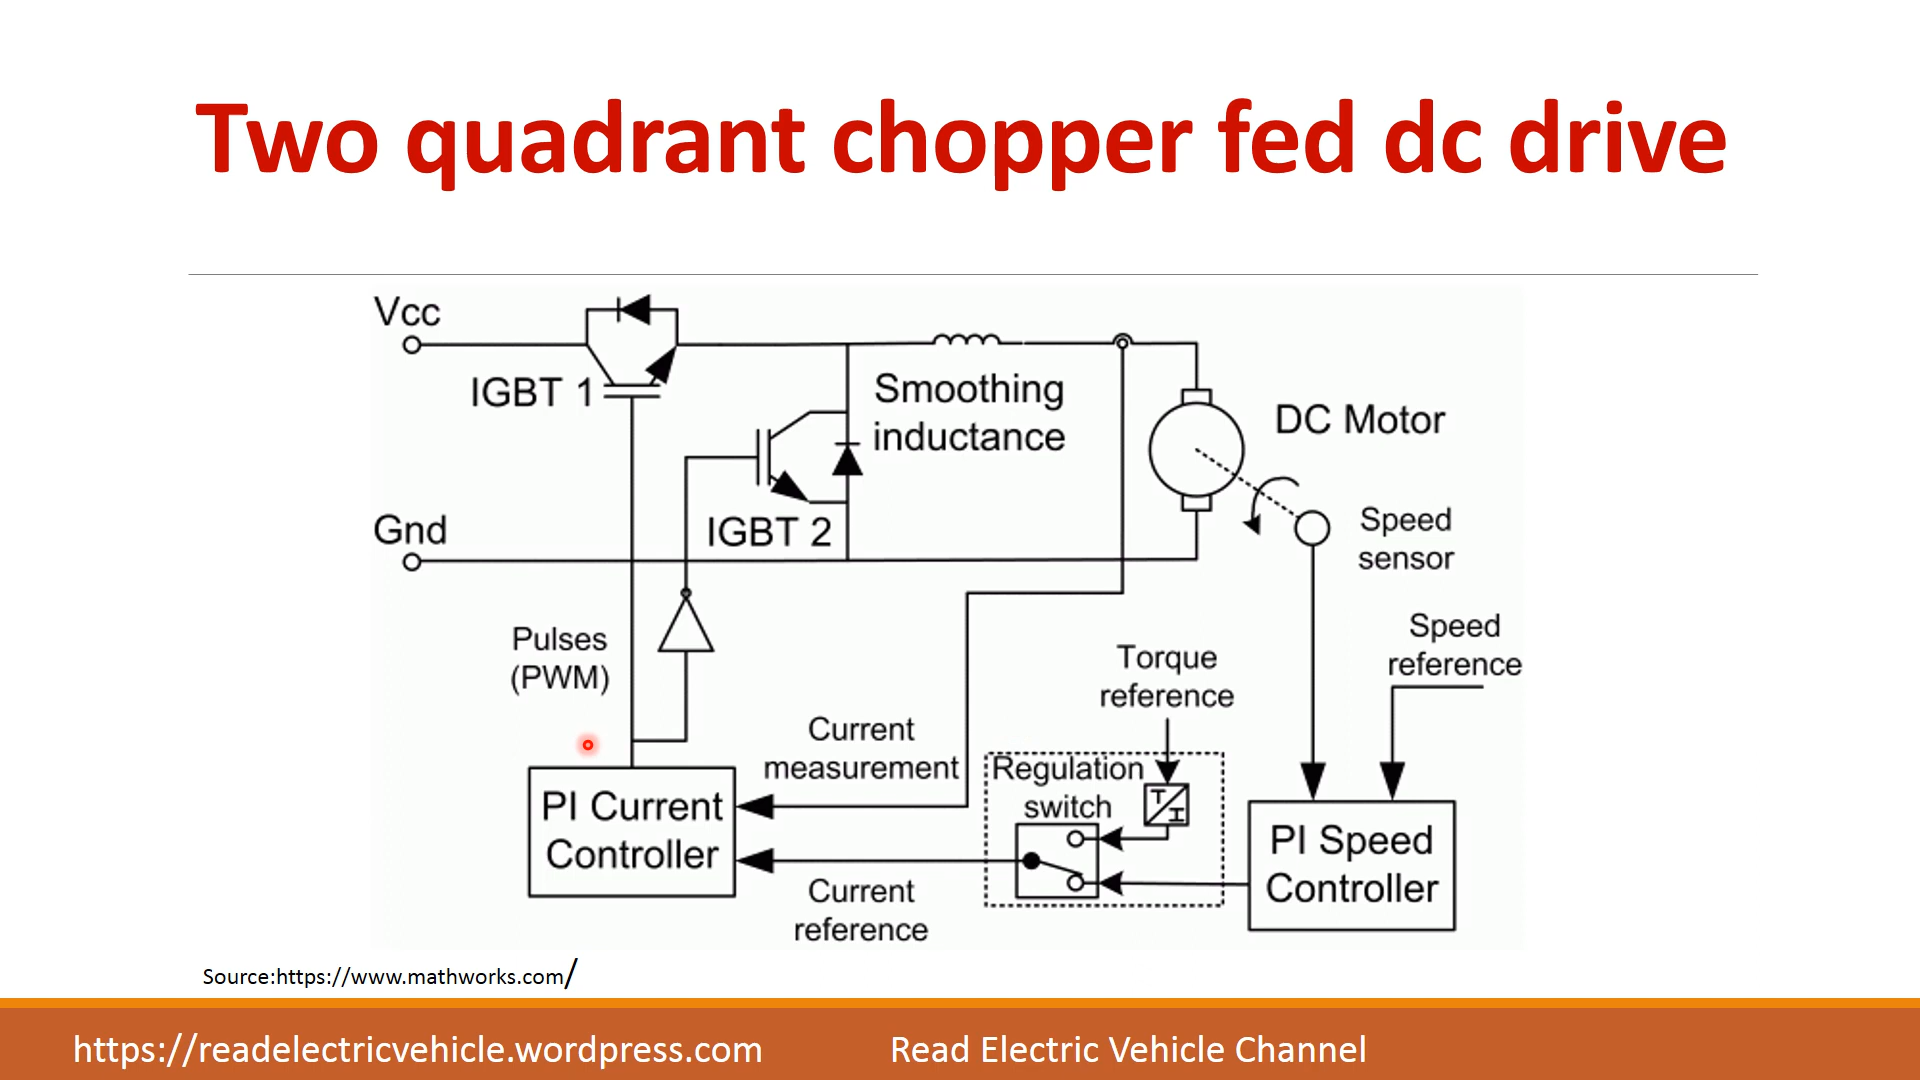 Two quadrant chopper fed dc drive
Vcc
IGBT 1
Smoothing
inductance
DC Motor
Gnd
IGBT 2
Speed
sensor
Pulses
(PWM)
Speed
reference
Torque
reference
Current
measurement
Regulation
switch
T
I
PI Current
Controller
PI Speed
Controller
Current
reference
Source:https://www.mathworks.com/
https://readelectricvehicle.wordpress.com
Read Electric Vehicle Channel